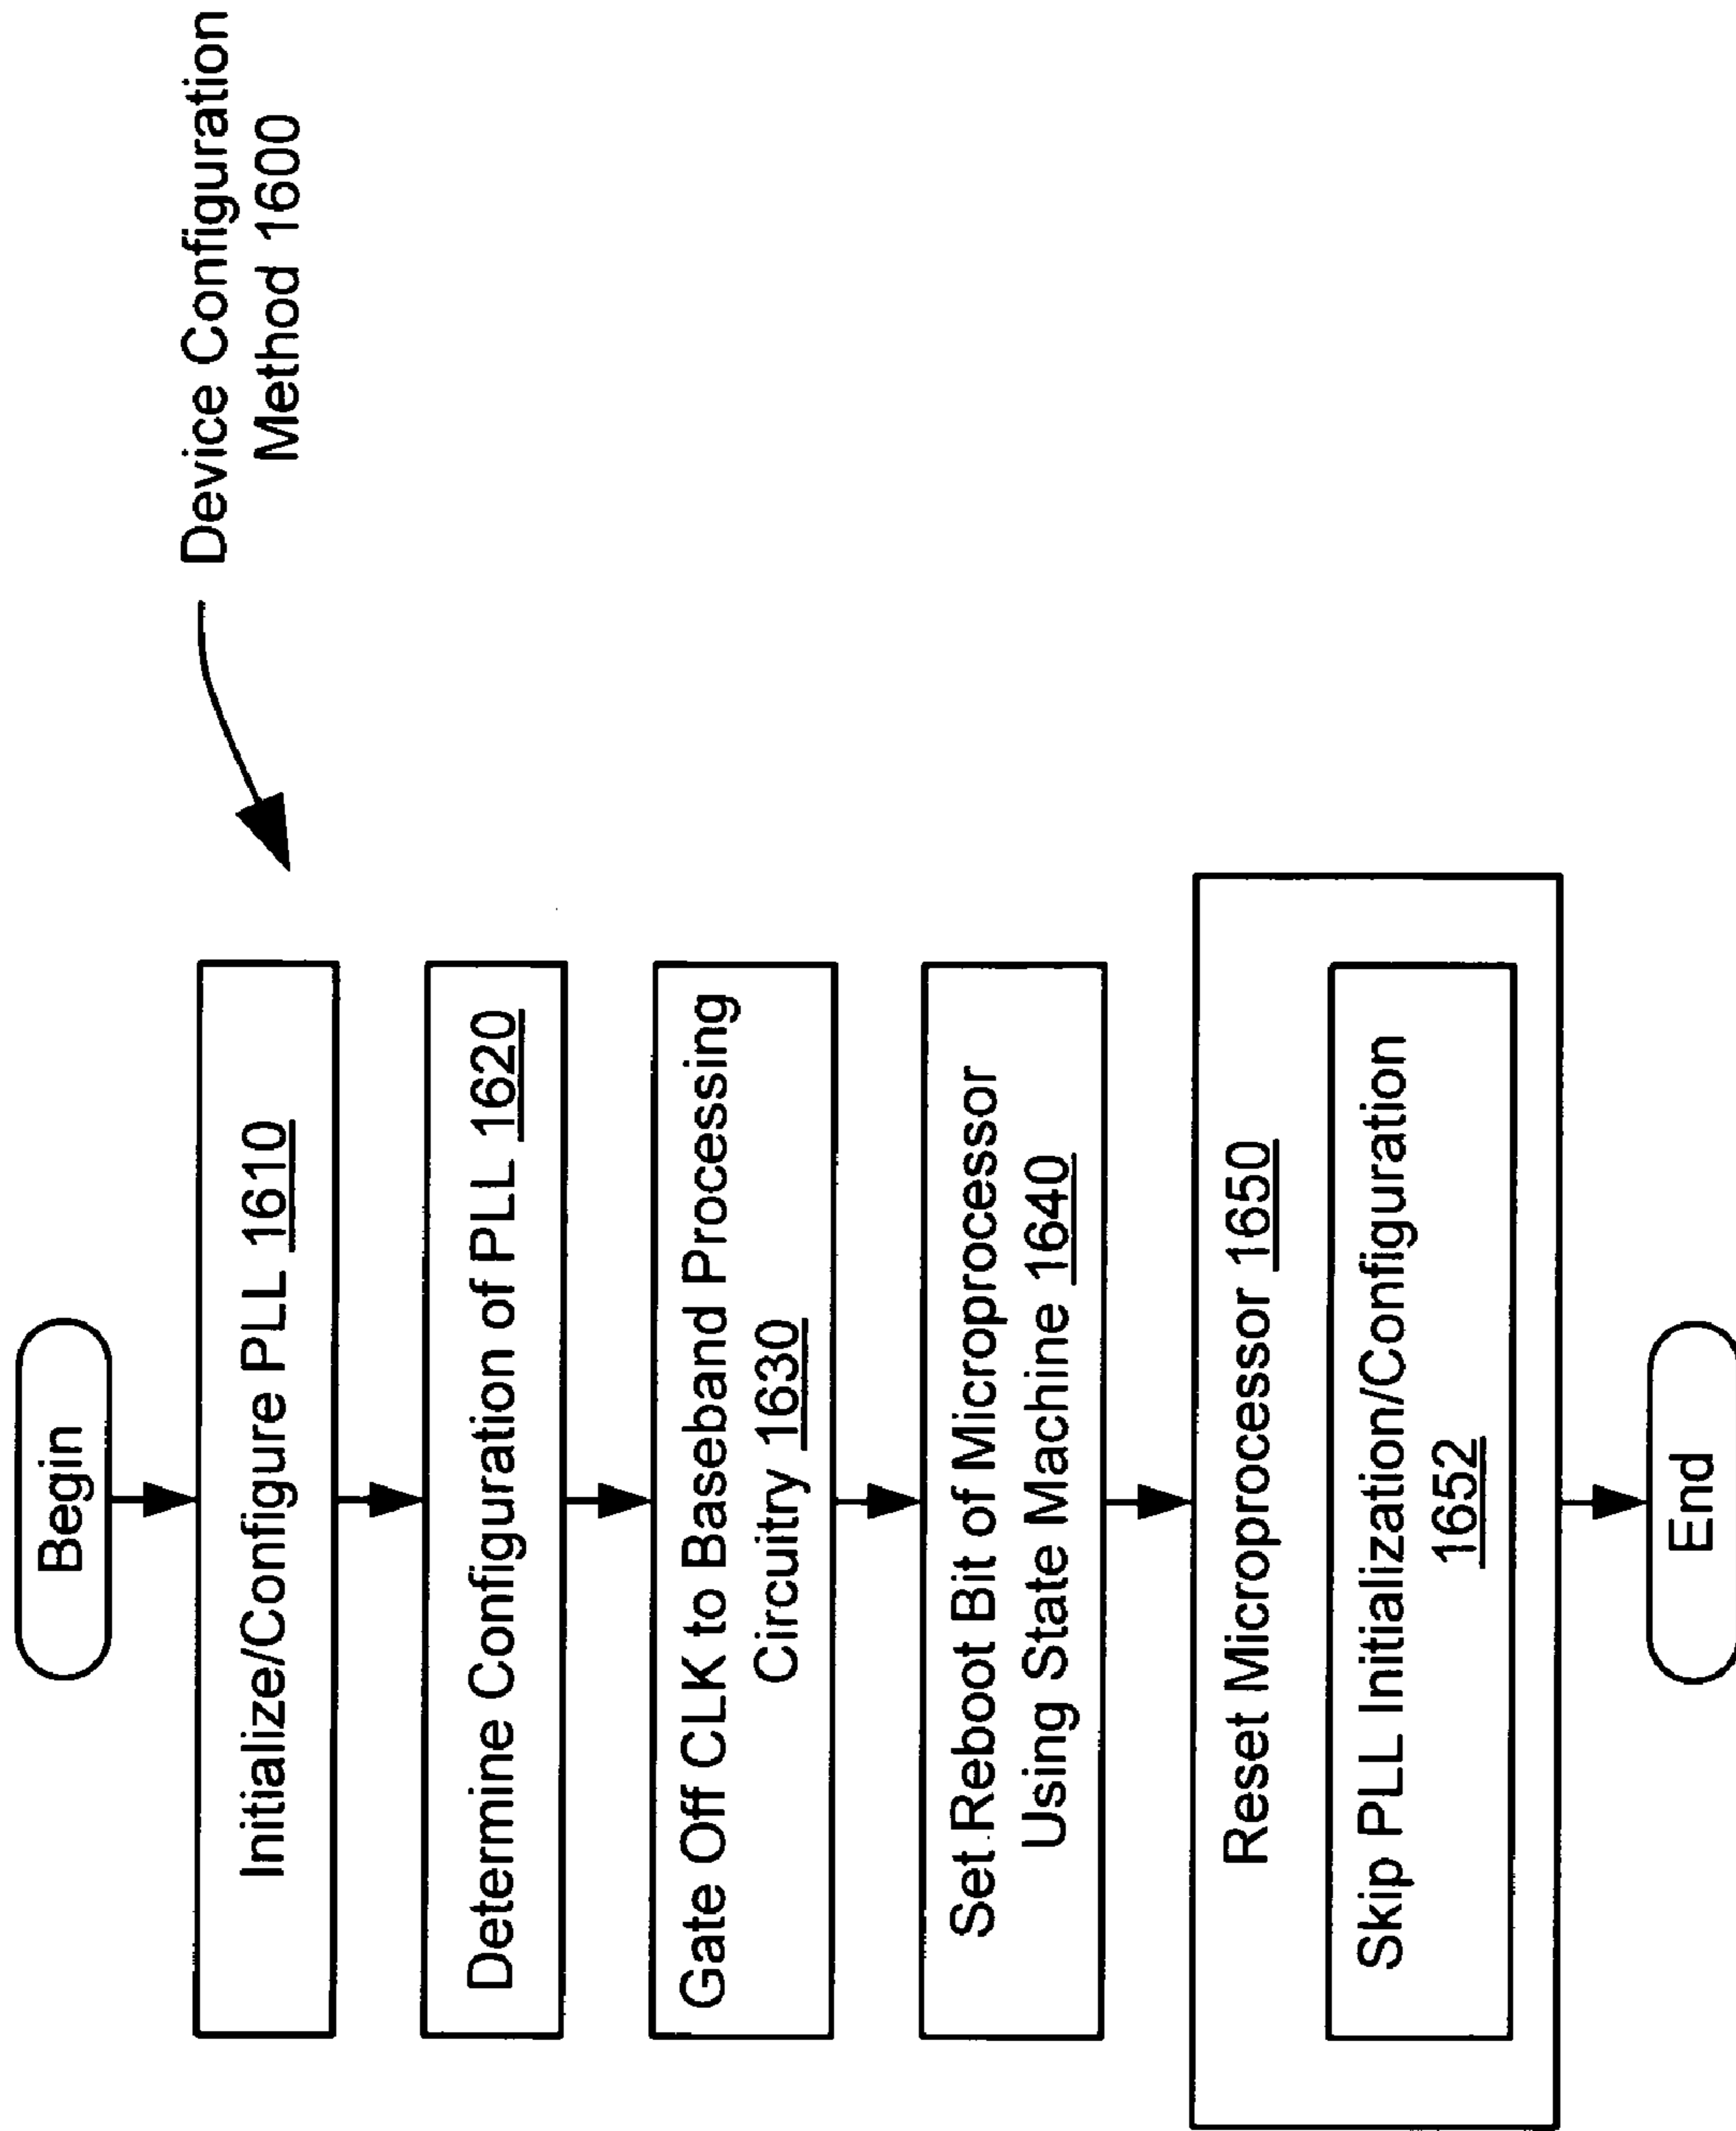 Device Configuration
Method 1600
Begin
Initialize/Configure PLL 1610
Determine Configuration of PLL 1620
Gate Off CLK to Baseband Processing
Circuitry 1630
Set Reboot Bit of Microprocessor
Using State Machine 1640
Reset Microprocessor 1650
Skip PLL Initialization/Configuration
1652
End